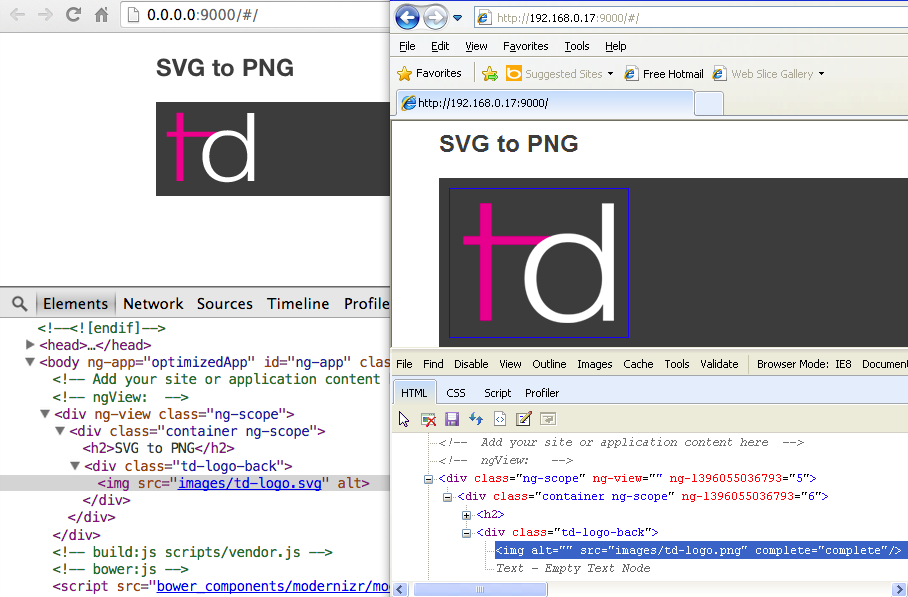 0.0.0.0:9000/#/
SVG to PNG
td
Elements Network Sources Timeline Profile
<!--<![endif]-->
<head>…</head>
<body ng-app="optimizedApp" id="ng-app" clas
<!-- Add your site or application content
<!-- ngView:  -->
<div ng-view class="ng-scope">
<div class="container ng-scope">
<h2>SVG to PNG</h2>
<div class="td-logo-back">
<img src="images/td-logo.svg" alt>
</div>
</div>
</div>
<!-- build:js scripts/vendor.js -->
<!-- bower:js -->
<script src="bower_components/modernizr/mo
http://192.168.0.17:9000/#/
File Edit View Favorites Tools Help
Favorites Suggested Sites Free Hotmail Web Slice Gallery
http://192.168.0.17:9000/
SVG to PNG
td
File Find Disable View Outline Images Cache Tools Validate Browser Mode: IE8 Document
HTML CSS Script Profiler
<!-- Add your site or application content here -->
<!-- ngView: -->
<div class="ng-scope" ng-view="" ng-1396055036793="5">
<div class="container ng-scope" ng-1396055036793="6">
<h2>
<div class="td-logo-back">
<img alt="" src="images/td-logo.png" complete="complete"/>
Text - Empty Text Node